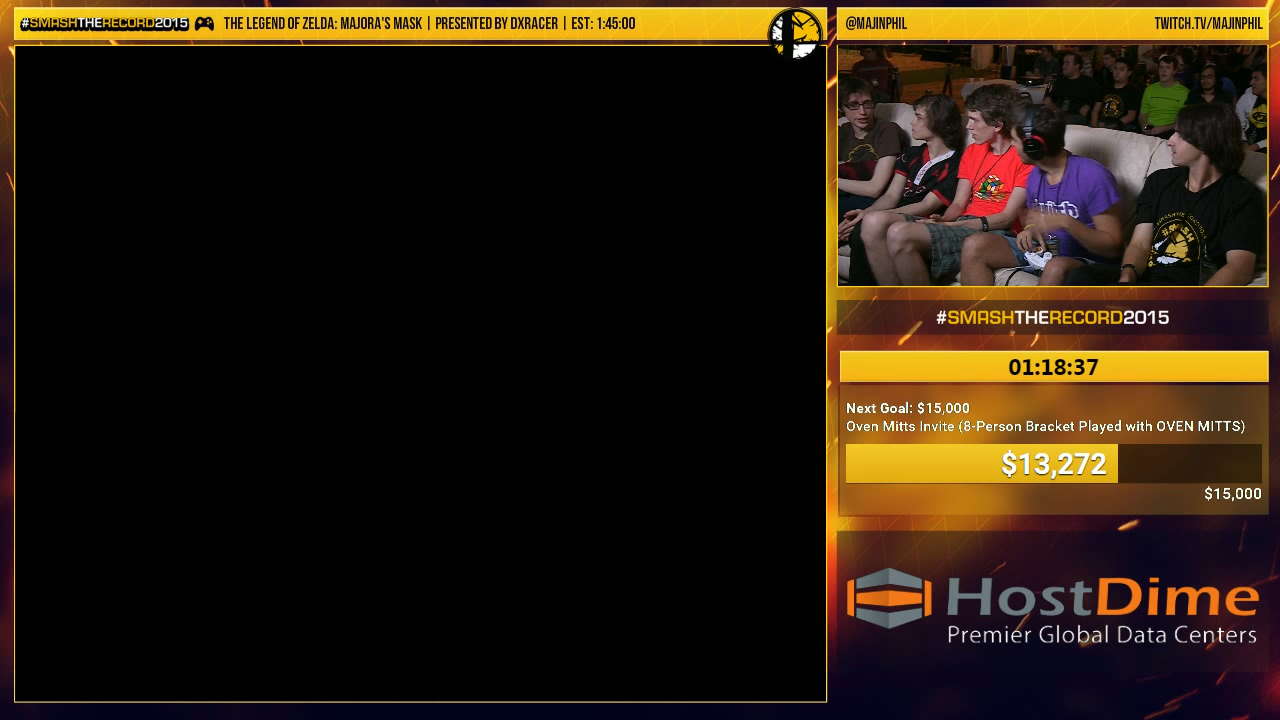 #SMASHTHERECORD2015 THE LEGEND OF ZELDA: MAJORA'S MASK | PRESENTED BY DXRACER | EST: 1:45:00
@MAJINPHIL TWITCH.TV/MAJINPHIL
#SMASHTHERECORD2015
01:18:37
Next Goal: $15,000
Oven Mitts Invite (8-Person Bracket Played with OVEN MITTS)
$13,272
$15,000
HostDime
Premier Global Data Centers